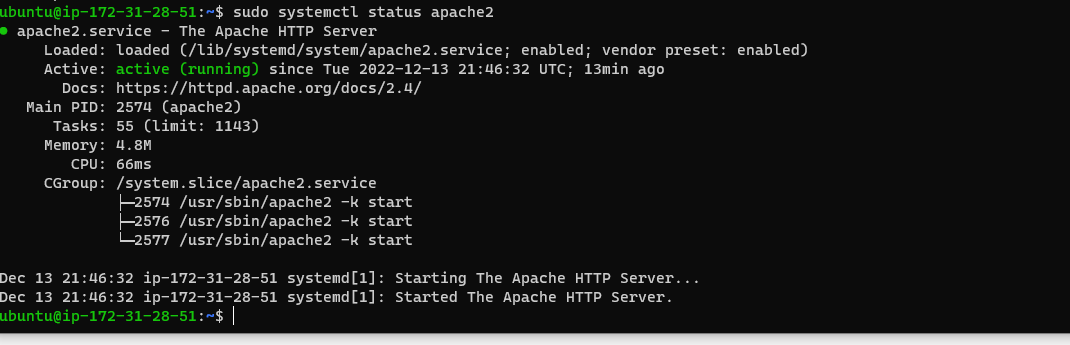 ubuntu@ip-172-31-28-51:~$ sudo systemctl status apache2
● apache2.service - The Apache HTTP Server
     Loaded: loaded (/lib/systemd/system/apache2.service; enabled; vendor preset: enabled)
     Active: active (running) since Tue 2022-12-13 21:46:32 UTC; 13min ago
       Docs: https://httpd.apache.org/docs/2.4/
   Main PID: 2574 (apache2)
      Tasks: 55 (limit: 1143)
     Memory: 4.8M
        CPU: 66ms
     CGroup: /system.slice/apache2.service
             ├─2574 /usr/sbin/apache2 -k start
             ├─2576 /usr/sbin/apache2 -k start
             └─2577 /usr/sbin/apache2 -k start

Dec 13 21:46:32 ip-172-31-28-51 systemd[1]: Starting The Apache HTTP Server...
Dec 13 21:46:32 ip-172-31-28-51 systemd[1]: Started The Apache HTTP Server.
ubuntu@ip-172-31-28-51:~$